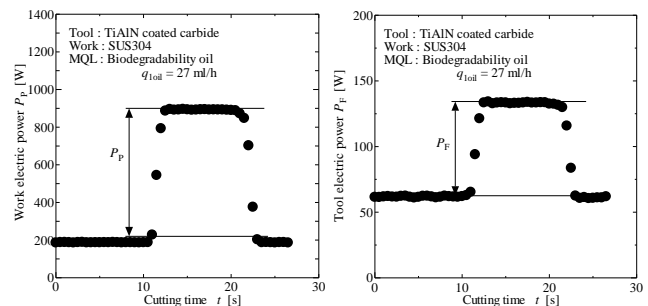 1400
1200
1000
800
600
400
200
0
0
10
20
30
Work electric power P_P [W]
Cutting time t [s]
Tool : TiAlN coated carbide
Work : SUS304
MQL : Biodegradability oil
q1oil = 27 ml/h
P_P
200
150
100
50
0
0
10
20
30
Tool electric power P_F [W]
Cutting time t [s]
Tool : TiAlN coated carbide
Work : SUS304
MQL : Biodegradability oil
q1oil = 27 ml/h
P_F